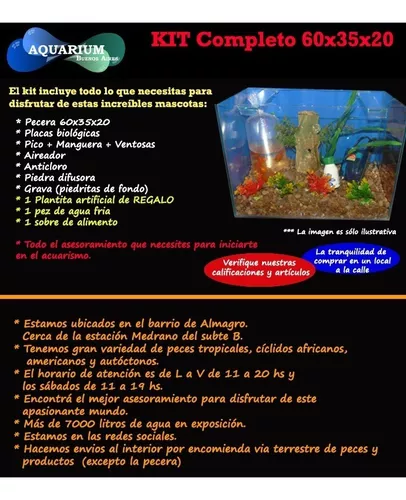 AQUARIUM
BUENOS AIRES
KIT Completo 60x35x20
El kit incluye todo lo que necesitas para
disfrutar de estas increíbles mascotas:
* Pecera 60x35x20
* Placas biológicas
* Pico + Manguera + Ventosas
* Aireador
* Anticloro
* Piedra difusora
* Grava (piedritas de fondo)
* 1 Plantita artificial de REGALO
* 1 pez de agua fria
* 1 sobre de alimento
*** La imagen es sólo ilustrativa
* Todo el asesoramiento que necesites para iniciarte
en el acuarismo.
Verifique nuestras
calificaciones y artículos
La tranquilidad de
comprar en un local
a la calle
* Estamos ubicados en el barrio de Almagro.
Cerca de la estación Medrano del subte B.
* Tenemos gran variedad de peces tropicales, cíclidos africanos,
americanos y autóctonos.
* El horario de atención es de L a V de 11 a 20 hs y
los sábados de 11 a 19 hs.
* Encontrá el mejor asesoramiento para disfrutar de este
apasionante mundo.
* Más de 7000 litros de agua en exposición.
* Estamos en las redes sociales.
* Hacemos envios al interior por encomienda via terrestre de peces y
productos (excepto la pecera)